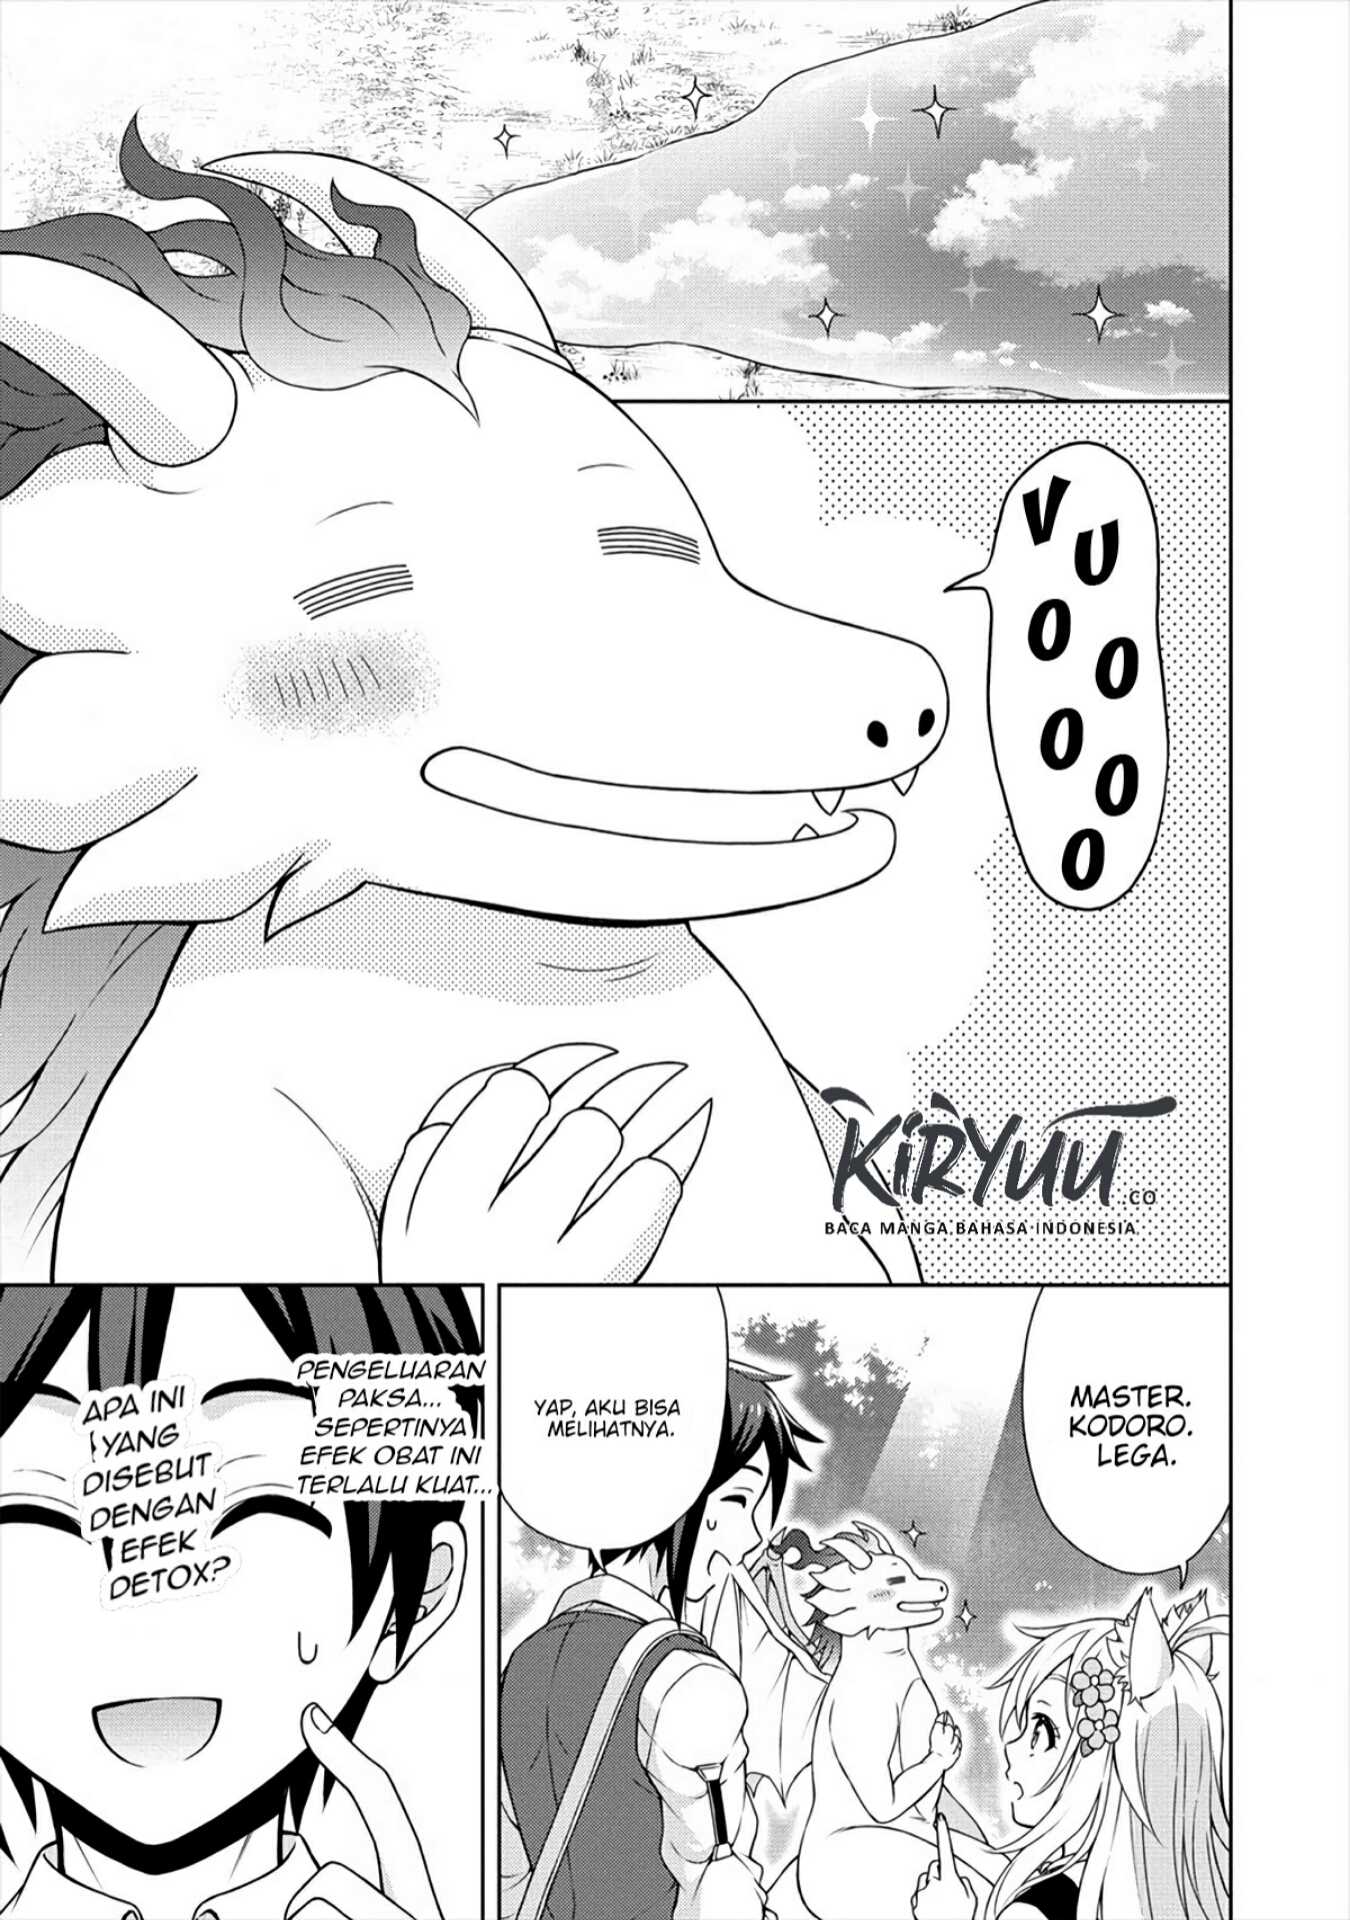 VUOOOOO
KIRYUU.CO
BACA MANGA BAHASA INDONESIA
MASTER.
KODORO.
LEGA.
YAP, AKU BISA
MELIHATNYA.
PENGELUARAN
PAKSA...
SEPERTINYA
EFEK OBAT INI
TERLALU KUAT...
APA INI
YANG
DISEBUT
DENGAN
EFEK
DETOX?